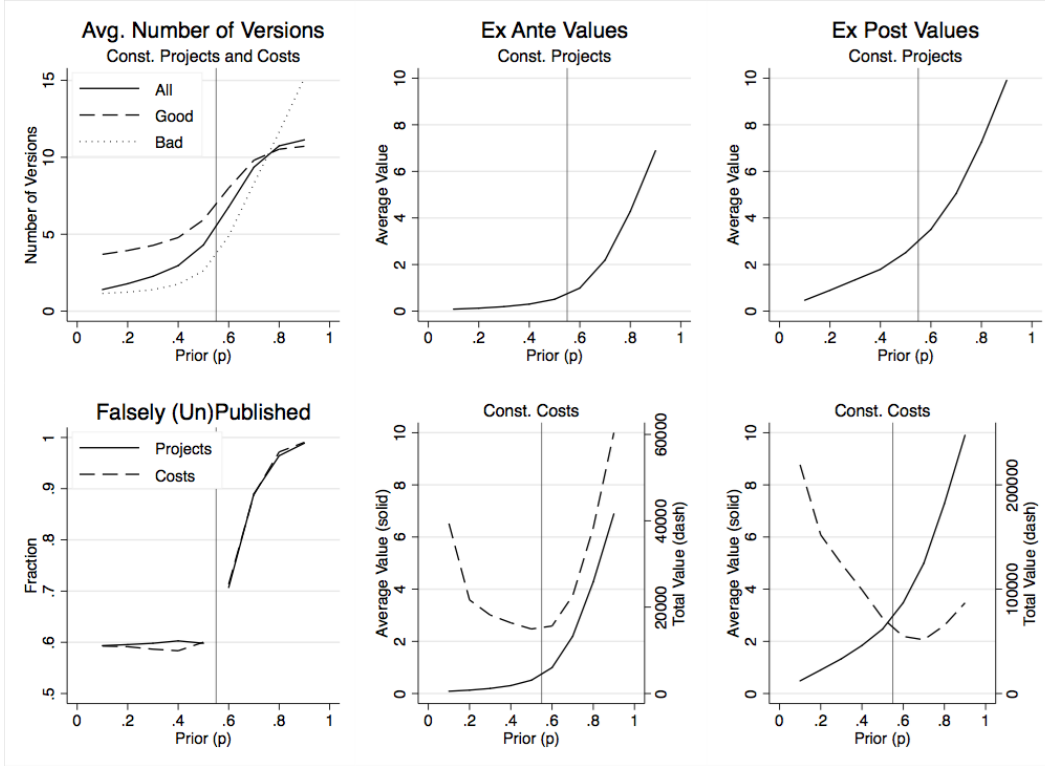 Avg. Number of Versions
Const. Projects and Costs
Number of Versions
15
10
5
0
All
Good
Bad
0 .2 .4 .6 .8 1
Prior (p)
Ex Ante Values
Const. Projects
Average Value
10
8
6
4
2
0
0 .2 .4 .6 .8 1
Prior (p)
Ex Post Values
Const. Projects
Average Value
10
8
6
4
2
0
0 .2 .4 .6 .8 1
Prior (p)
Falsely (Un)Published
Fraction
1
.9
.8
.7
.6
.5
Projects
Costs
0 .2 .4 .6 .8 1
Prior (p)
Const. Costs
Average Value (solid)
10
8
6
4
2
0
Total Value (dash)
60000
40000
20000
0
0 .2 .4 .6 .8 1
Prior (p)
Const. Costs
Average Value (solid)
10
8
6
4
2
0
Total Value (dash)
200000
100000
0
0 .2 .4 .6 .8 1
Prior (p)